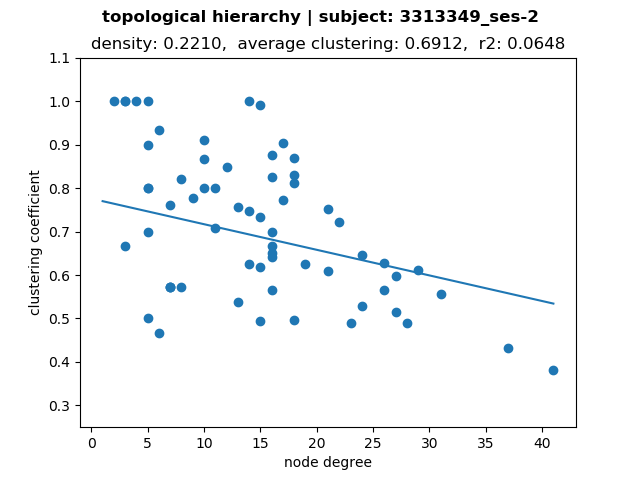 topological hierarchy | subject: 3313349_ses-2
density: 0.2210,  average clustering: 0.6912,  r2: 0.0648
1.1
1.0
0.9
0.8
0.7
0.6
0.5
0.4
0.3
clustering coefficient
0 5 10 15 20 25 30 35 40
node degree